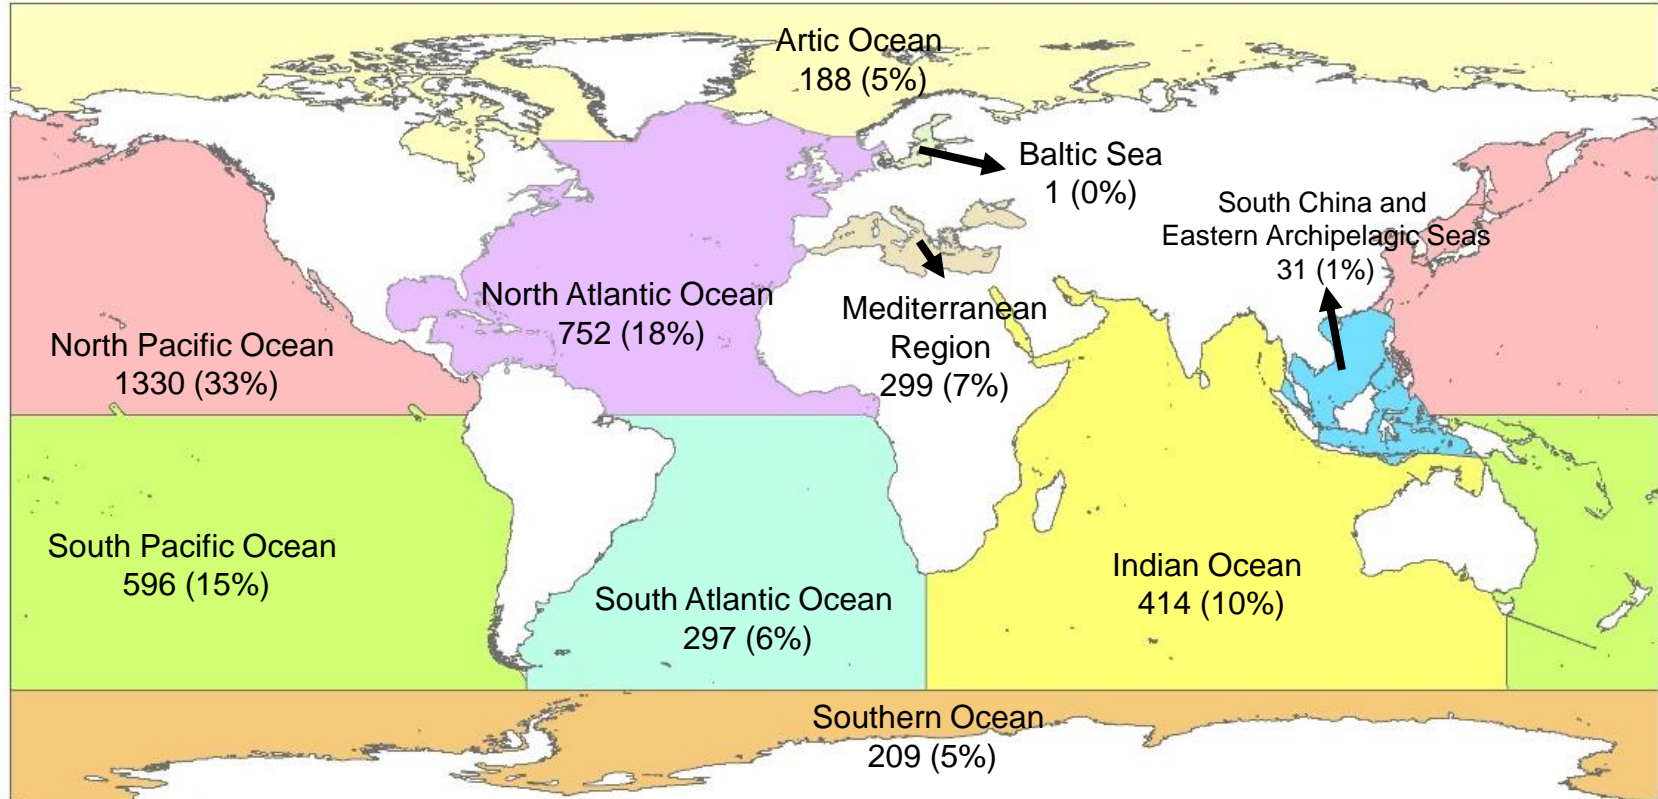 Artic Ocean
188 (5%)
Baltic Sea
1 (0%)
South China and
Eastern Archipelagic Seas
31 (1%)
North Atlantic Ocean
752 (18%)
Mediterranean
Region
299 (7%)
North Pacific Ocean
1330 (33%)
South Pacific Ocean
596 (15%)
South Atlantic Ocean
297 (6%)
Indian Ocean
414 (10%)
Southern Ocean
209 (5%)